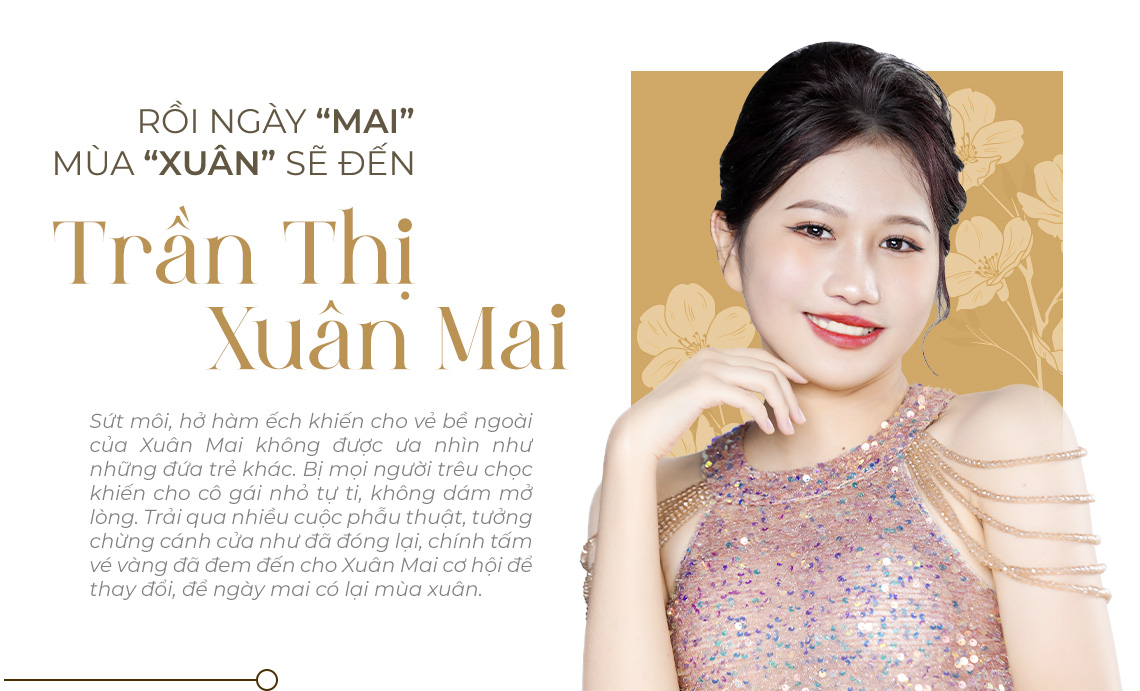 RỒI NGÀY “MAI”
MÙA “XUÂN” SẼ ĐẾN
Trần Thị
Xuân Mai
Sứt môi, hở hàm ếch khiến cho vẻ bề ngoài
của Xuân Mai không được ưa nhìn như
những đứa trẻ khác. Bị mọi người trêu chọc
khiến cho cô gái nhỏ tự ti, không dám mở
lòng. Trải qua nhiều cuộc phẫu thuật, tưởng
chừng cánh cửa như đã đóng lại, chính tấm
vé vàng đã đem đến cho Xuân Mai cơ hội để
thay đổi, để ngày mai có lại mùa xuân.